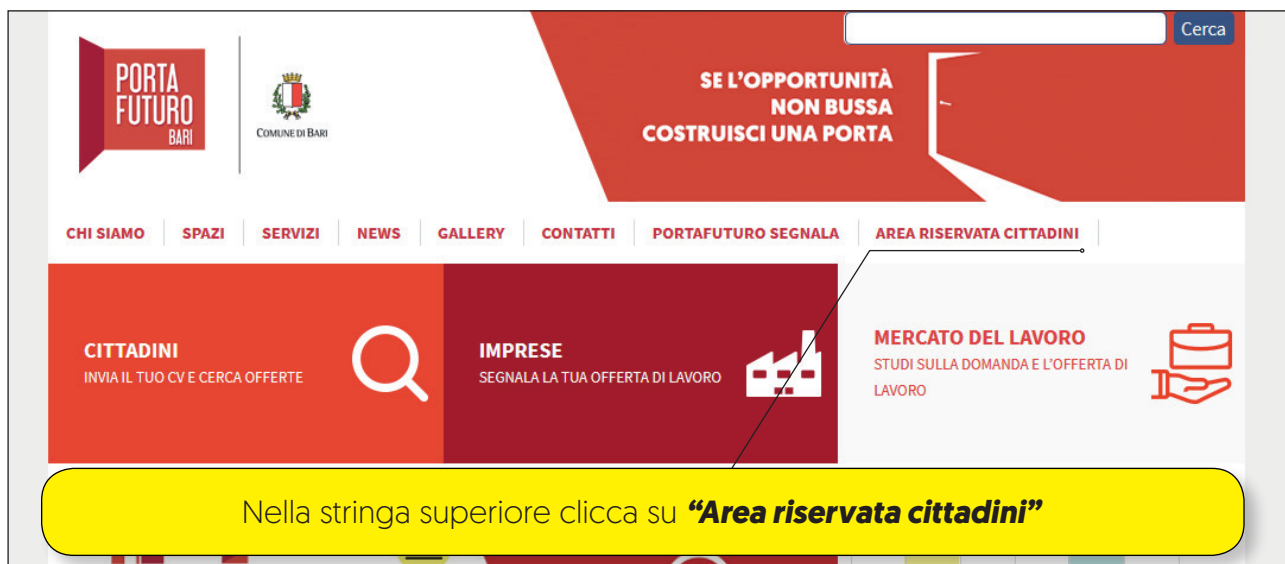 Cerca
PORTA
FUTURO
BARI
COMUNE DI BARI
SE L'OPPORTUNITÀ
NON BUSSA
COSTRUISCI UNA PORTA
CHI SIAMO SPAZI SERVIZI NEWS GALLERY CONTATTI PORTAFUTURO SEGNALA AREA RISERVATA CITTADINI
CITTADINI
INVIA IL TUO CV E CERCA OFFERTE
IMPRESE
SEGNALA LA TUA OFFERTA DI LAVORO
MERCATO DEL LAVORO
STUDI SULLA DOMANDA E L'OFFERTA DI
LAVORO
Nella stringa superiore clicca su “Area riservata cittadini”